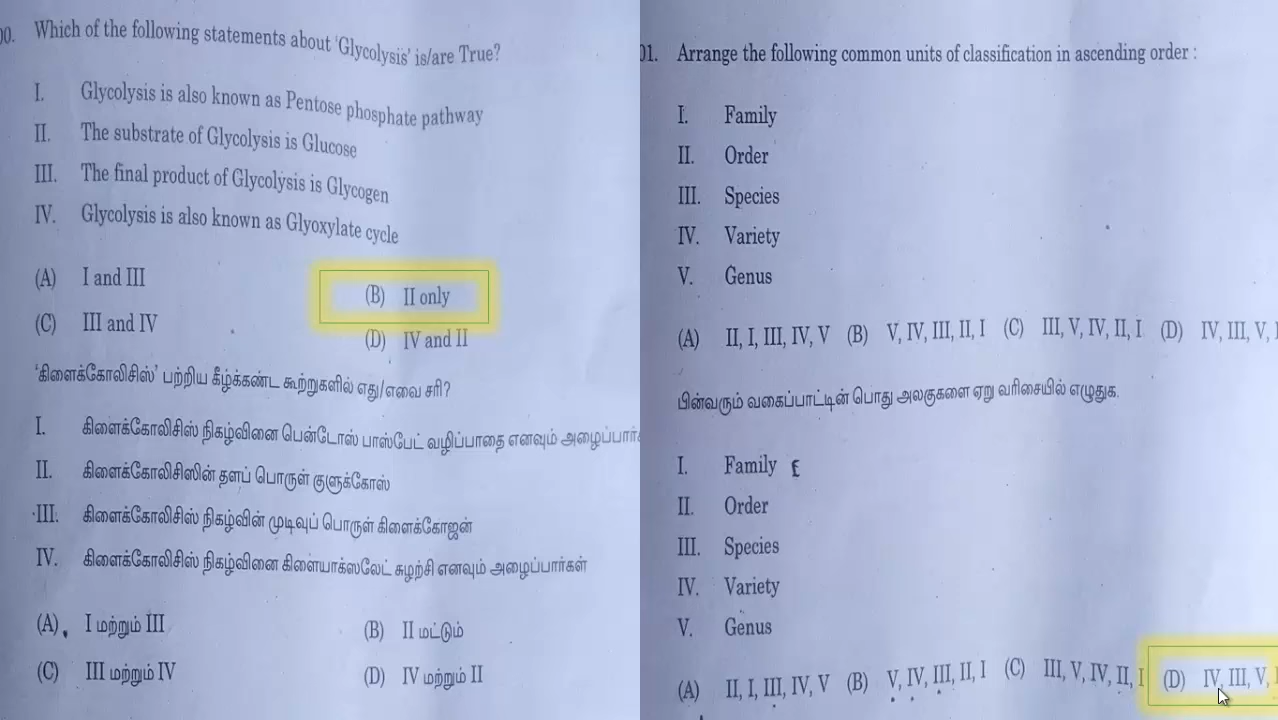 00. Which of the following statements about 'Glycolysis' is/are True?
I. Glycolysis is also known as Pentose phosphate pathway
II. The substrate of Glycolysis is Glucose
III. The final product of Glycolysis is Glycogen
IV. Glycolysis is also known as Glyoxylate cycle
(A) I and III (B) II only
(C) III and IV (D) IV and II
'கிளைக்கோலிசிஸ்' பற்றிய கீழ்க்கண்ட கூற்றுகளில் எது/எவை சரி?
I. கிளைக்கோலிசிஸ் நிகழ்வினை பென்டோஸ் பாஸ்பேட் வழிப்பாதை எனவும்
II. கிளைக்கோலிசிஸின் தளப் பொருள் குளுக்கோஸ்
III. கிளைக்கோலிசிஸ் நிகழ்வின் முடிவுப் பொருள் கிளைக்கோஜன்
IV. கிளைக்கோலிசிஸ் நிகழ்வினை கிளையாக்ஸலேட் சுழற்சி எனவும் அழைப்பார்கள்
(A) I மற்றும் III (B) II மட்டும்
(C) III மற்றும் IV (D) IV மற்றும் II
01. Arrange the following common units of classification in ascending order :
I. Family
II. Order
III. Species
IV. Variety
V. Genus
(A) II, I, III, IV, V (B) V, IV, III, II, I (C) III, V, IV, II, I (D) IV, III, V,
பின்வரும் வகைப்பாட்டின் பொது அலகுகளை ஏறு வரிசையில் எழுதுக.
I. Family
II. Order
III. Species
IV. Variety
V. Genus
(A) II, I, III, IV, V (B) V, IV, III, II, I (C) III, V, IV, II, I (D) IV, III, V,